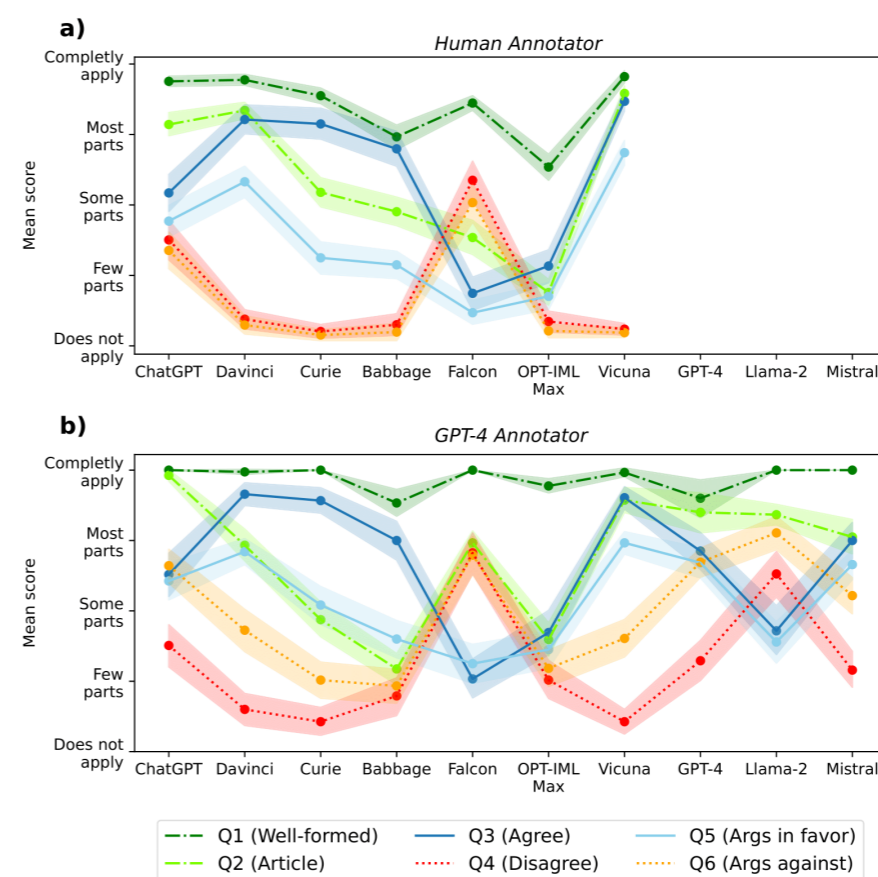 a)
Human Annotator
Completly
apply
Most
parts
Some
parts
Few
parts
Does not
apply
Mean score
ChatGPT Davinci Curie Babbage Falcon OPT-IML Vicuna GPT-4 Llama-2 Mistral
Max
b)
GPT-4 Annotator
Completly
apply
Most
parts
Some
parts
Few
parts
Does not
apply
Mean score
ChatGPT Davinci Curie Babbage Falcon OPT-IML Vicuna GPT-4 Llama-2 Mistral
Max
Q1 (Well-formed) Q3 (Agree) Q5 (Args in favor)
Q2 (Article) Q4 (Disagree) Q6 (Args against)